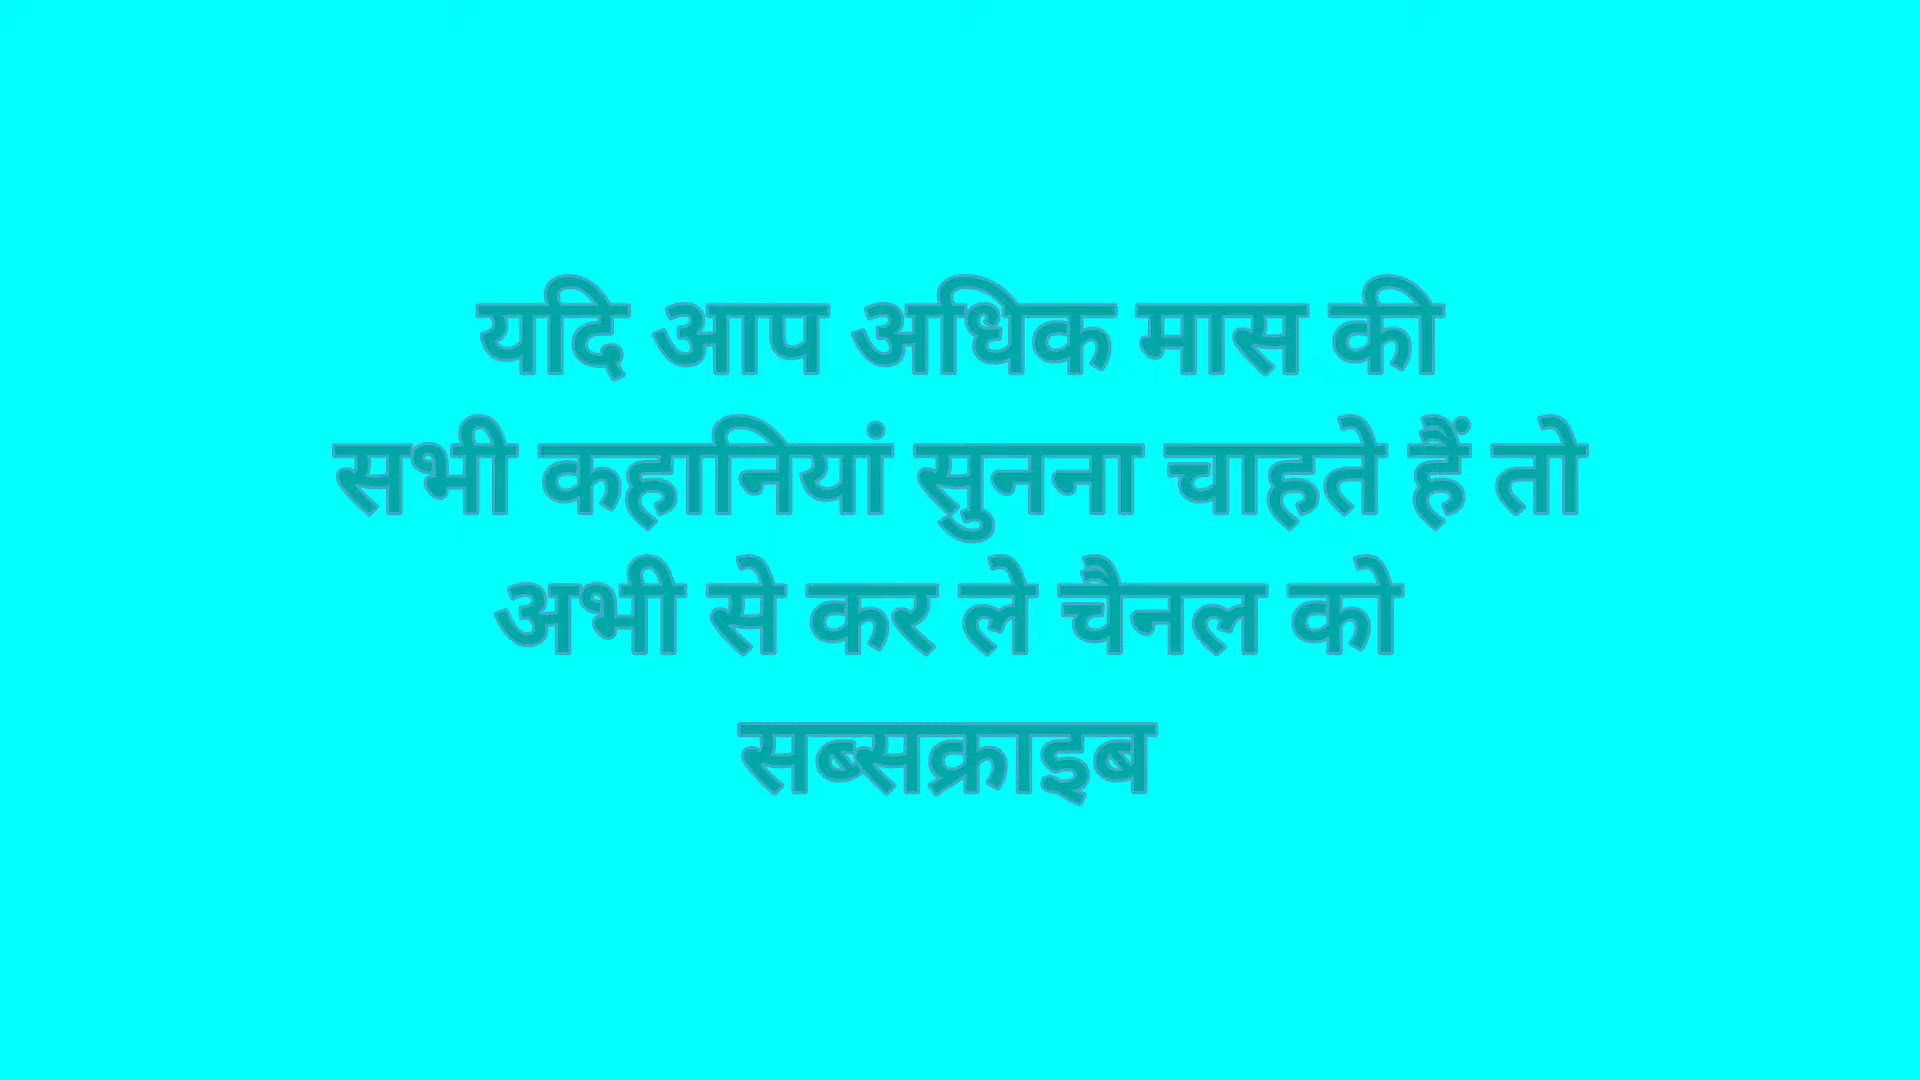 यदि आप अधिक मास की
सभी कहानियां सुनना चाहते हैं तो
अभी से कर ले चैनल को
सब्सक्राइब